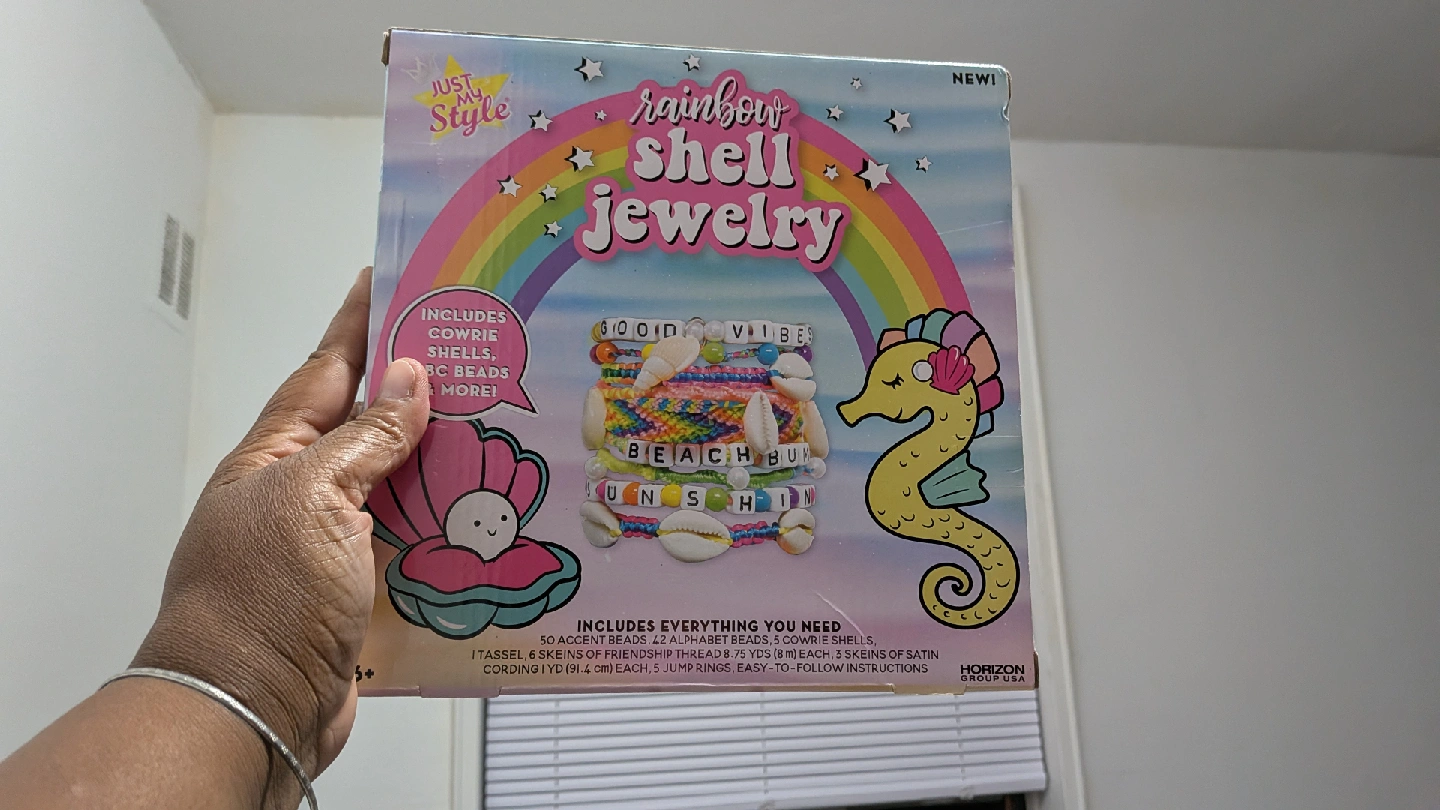 JUST
MY
Style
NEW!
rainbow
shell
jewelry
INCLUDES
COWRIE
SHELLS,
BC BEADS
MORE!
GOOD VIBES
BEACH BUM
UNSHIN
INCLUDES EVERYTHING YOU NEED
50 ACCENT BEADS, 42 ALPHABET BEADS, 5 COWRIE SHELLS,
1 TASSEL, 6 SKEINS OF FRIENDSHIP THREAD 8.75 YDS (8 m) EACH, 3 SKEINS OF SATIN
CORDING 1 YD (91.4 cm) EACH, 5 JUMP RINGS, EASY-TO-FOLLOW INSTRUCTIONS
6+
HORIZON
GROUP USA